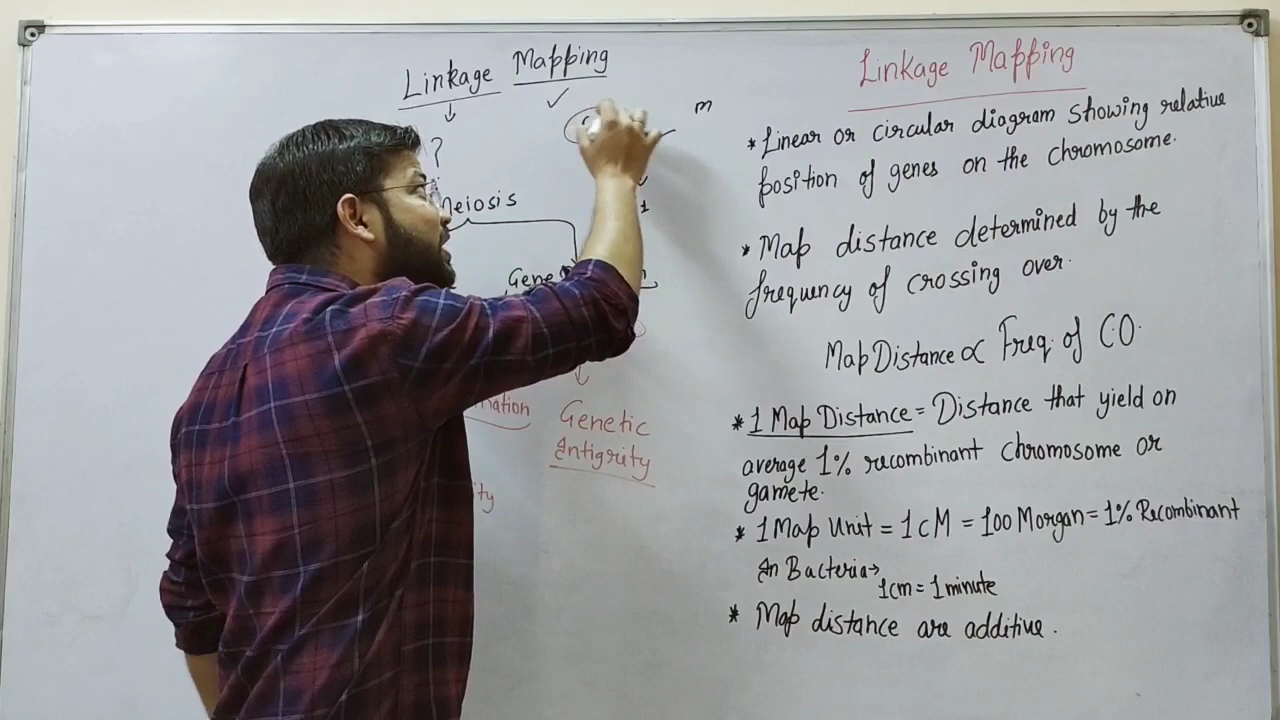 Linkage Mapping
?
meiosis
m
1
Gene
Genetic
Intigrity
Linkage Mapping
* Linear or circular diagram showing relative
position of genes on the chromosome.
* Map distance determined by the
frequency of crossing over.
Map Distance ∝ Freq. of C.O.
* 1 Map Distance = Distance that yield on
average 1% recombinant chromosome or
gamete.
* 1 Map Unit = 1 cM = 100 Morgan = 1% Recombinant
In Bacteria →
1cm = 1 minute
* Map distance are additive.